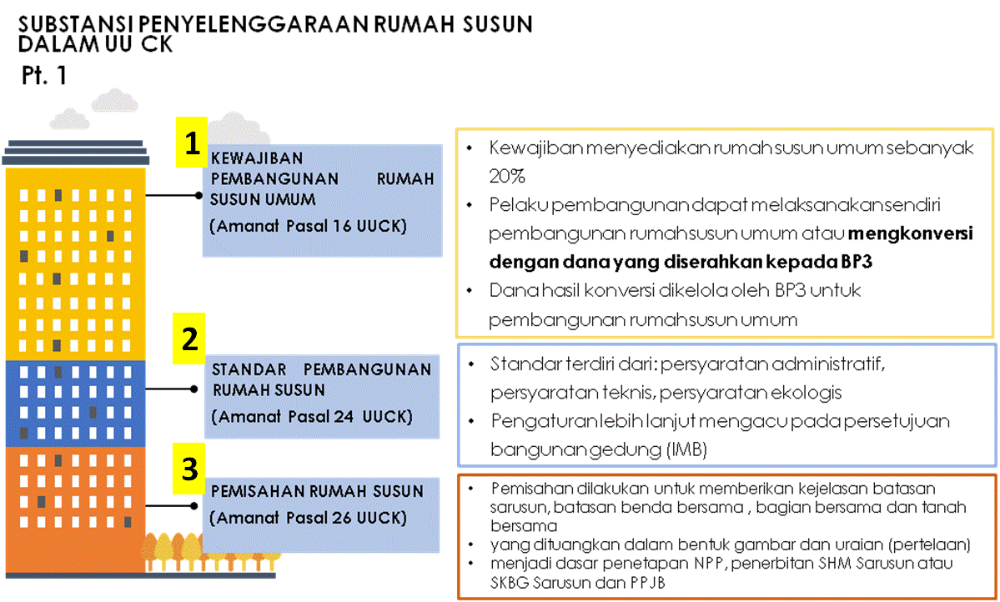 SUBSTANSI PENYELENGGARAAN RUMAH SUSUN
DALAM UU CK
Pt. 1
1
KEWAJIBAN
PEMBANGUNAN RUMAH
SUSUN UMUM
(Amanat Pasal 16 UUCK)
• Kewajiban menyediakan rumah susun umum sebanyak
20%
• Pelaku pembangunan dapat melaksanakan sendiri
pembangunan rumah susun umum atau mengkonversi
dengan dana yang diserahkan kepada BP3
• Dana hasil konversi dikelola oleh BP3 untuk
pembangunan rumah susun umum
2
STANDAR PEMBANGUNAN
RUMAH SUSUN
(Amanat Pasal 24 UUCK)
• Standar terdiri dari: persyaratan administratif,
persyaratan teknis, persyaratan ekologis
• Pengaturan lebih lanjut mengacu pada persetujuan
bangunan gedung (IMB)
3
PEMISAHAN RUMAH SUSUN
(Amanat Pasal 26 UUCK)
• Pemisahan dilakukan untuk memberikan kejelasan batasan
sarusun, batasan benda bersama , bagian bersama dan tanah
bersama
• yang dituangkan dalam bentuk gambar dan uraian (pertelaan)
• menjadi dasar penetapan NPP, penerbitan SHM Sarusun atau
SKBG Sarusun dan PPJB